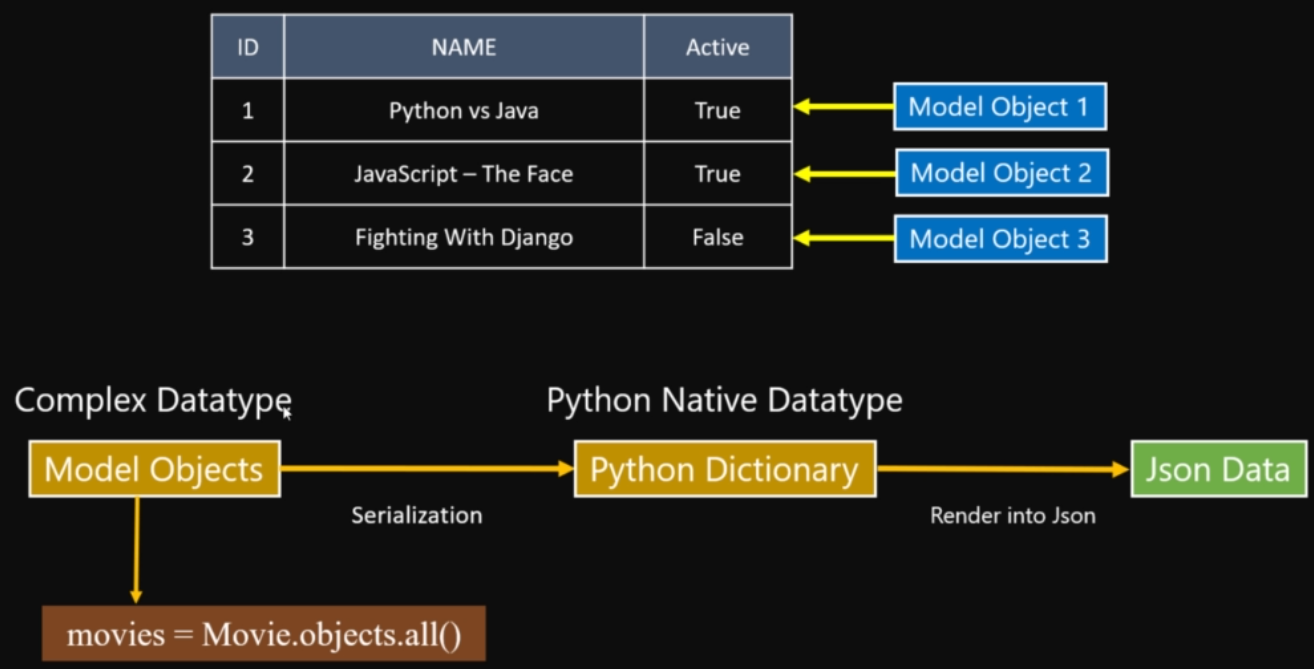 ID NAME Active
1 Python vs Java True Model Object 1
2 JavaScript – The Face True Model Object 2
3 Fighting With Django False Model Object 3
Complex Datatype Python Native Datatype
Model Objects Python Dictionary Json Data
Serialization Render into Json
movies = Movie.objects.all()